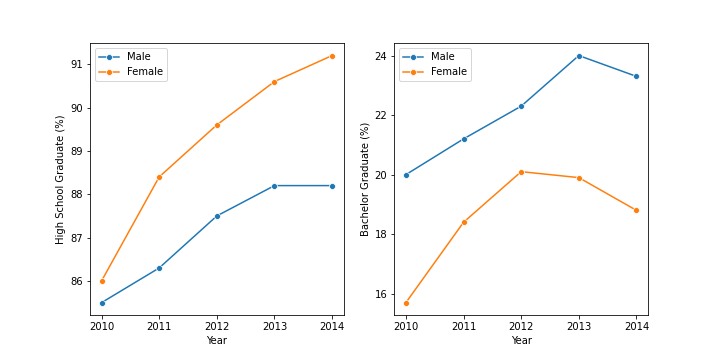 Male
Female
High School Graduate (%)
91
90
89
88
87
86
2010 2011 2012 2013 2014
Year
Male
Female
Bachelor Graduate (%)
24
22
20
18
16
2010 2011 2012 2013 2014
Year